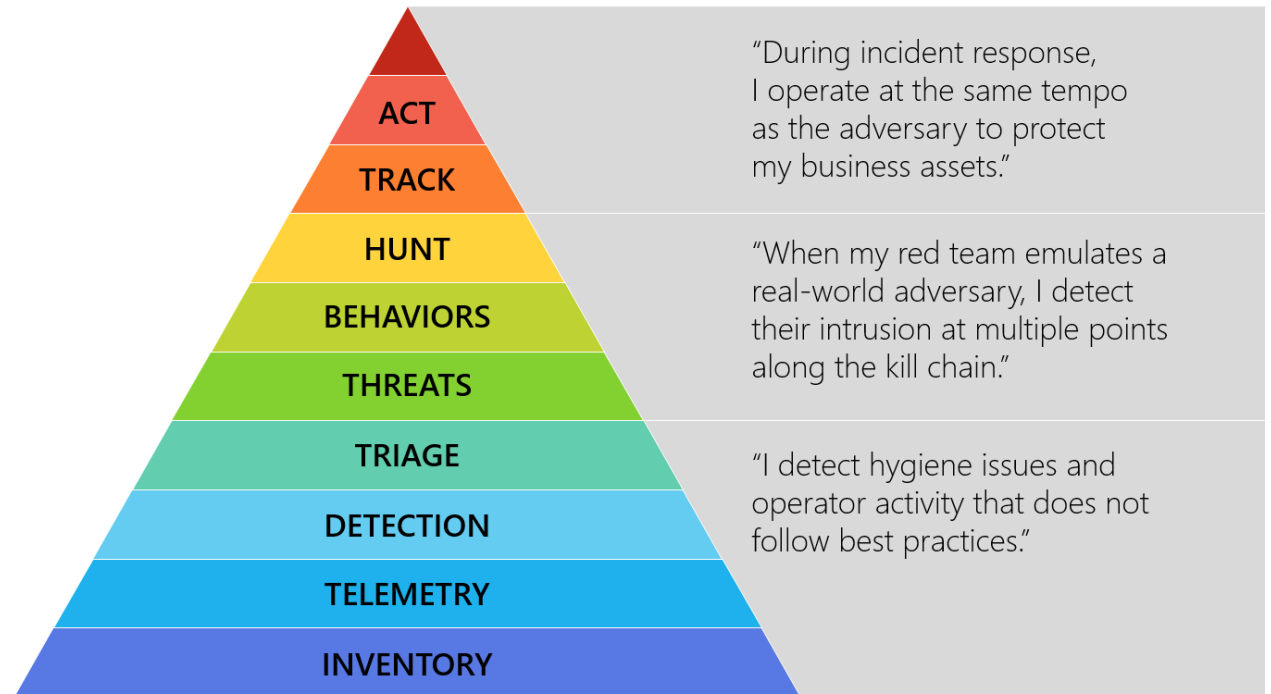 ACT
TRACK
HUNT
BEHAVIORS
THREATS
TRIAGE
DETECTION
TELEMETRY
INVENTORY
“During incident response,
I operate at the same tempo
as the adversary to protect
my business assets.”
“When my red team emulates a
real-world adversary, I detect
their intrusion at multiple points
along the kill chain.”
“I detect hygiene issues and
operator activity that does not
follow best practices.”